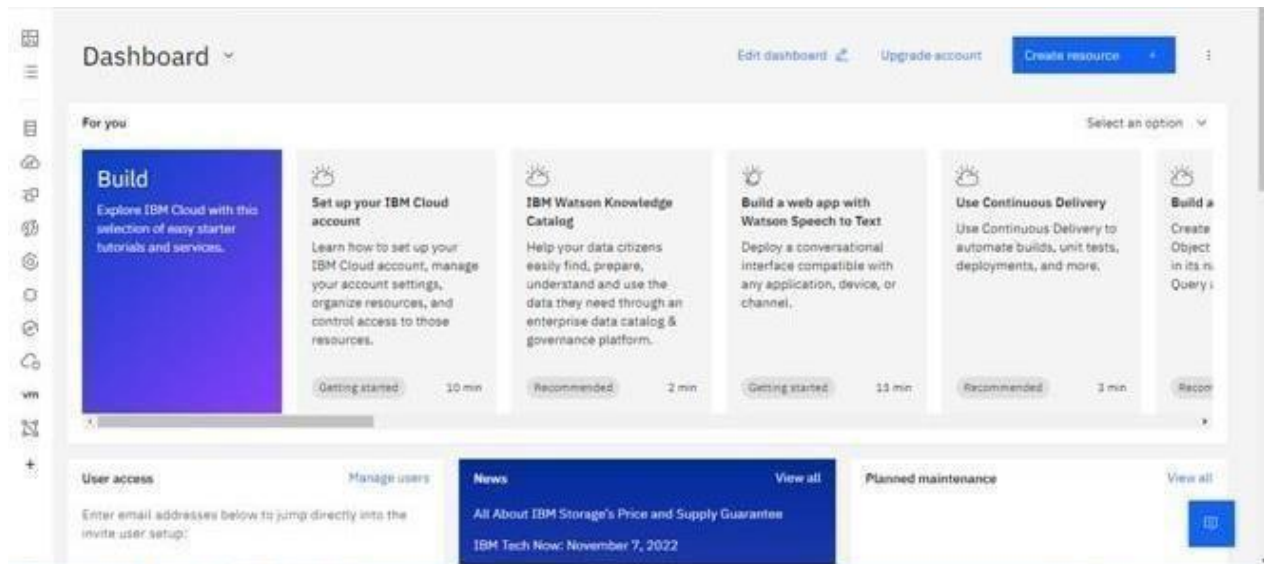 Dashboard
Edit dashboard
Upgrade account
Create resource +
For you
Select an option
Build
Explore IBM Cloud with this
selection of easy starter
tutorials and services.
Set up your IBM Cloud
account
Learn how to set up your
IBM Cloud account, manage
your account settings,
organize resources, and
control access to those
resources.
Getting started
10 min
IBM Watson Knowledge
Catalog
Help your data citizens
easily find, prepare,
understand and use the
data they need through an
enterprise data catalog &
governance platform.
Recommended
2 min
Build a web app with
Watson Speech to Text
Deploy a conversational
interface compatible with
any application, device, or
channel.
Getting started
13 min
Use Continuous Delivery
Use Continuous Delivery to
automate builds, unit tests,
deployments, and more.
Recommended
3 min
Build a
Create
Object
in its
Query
Recom
vm
+
User access
Manage users
Enter email addresses below to jump directly into the
invite user setup:
News
View all
All About IBM Storage's Price and Supply Guarantee
IBM Tech Now: November 7, 2022
Planned maintenance
View all